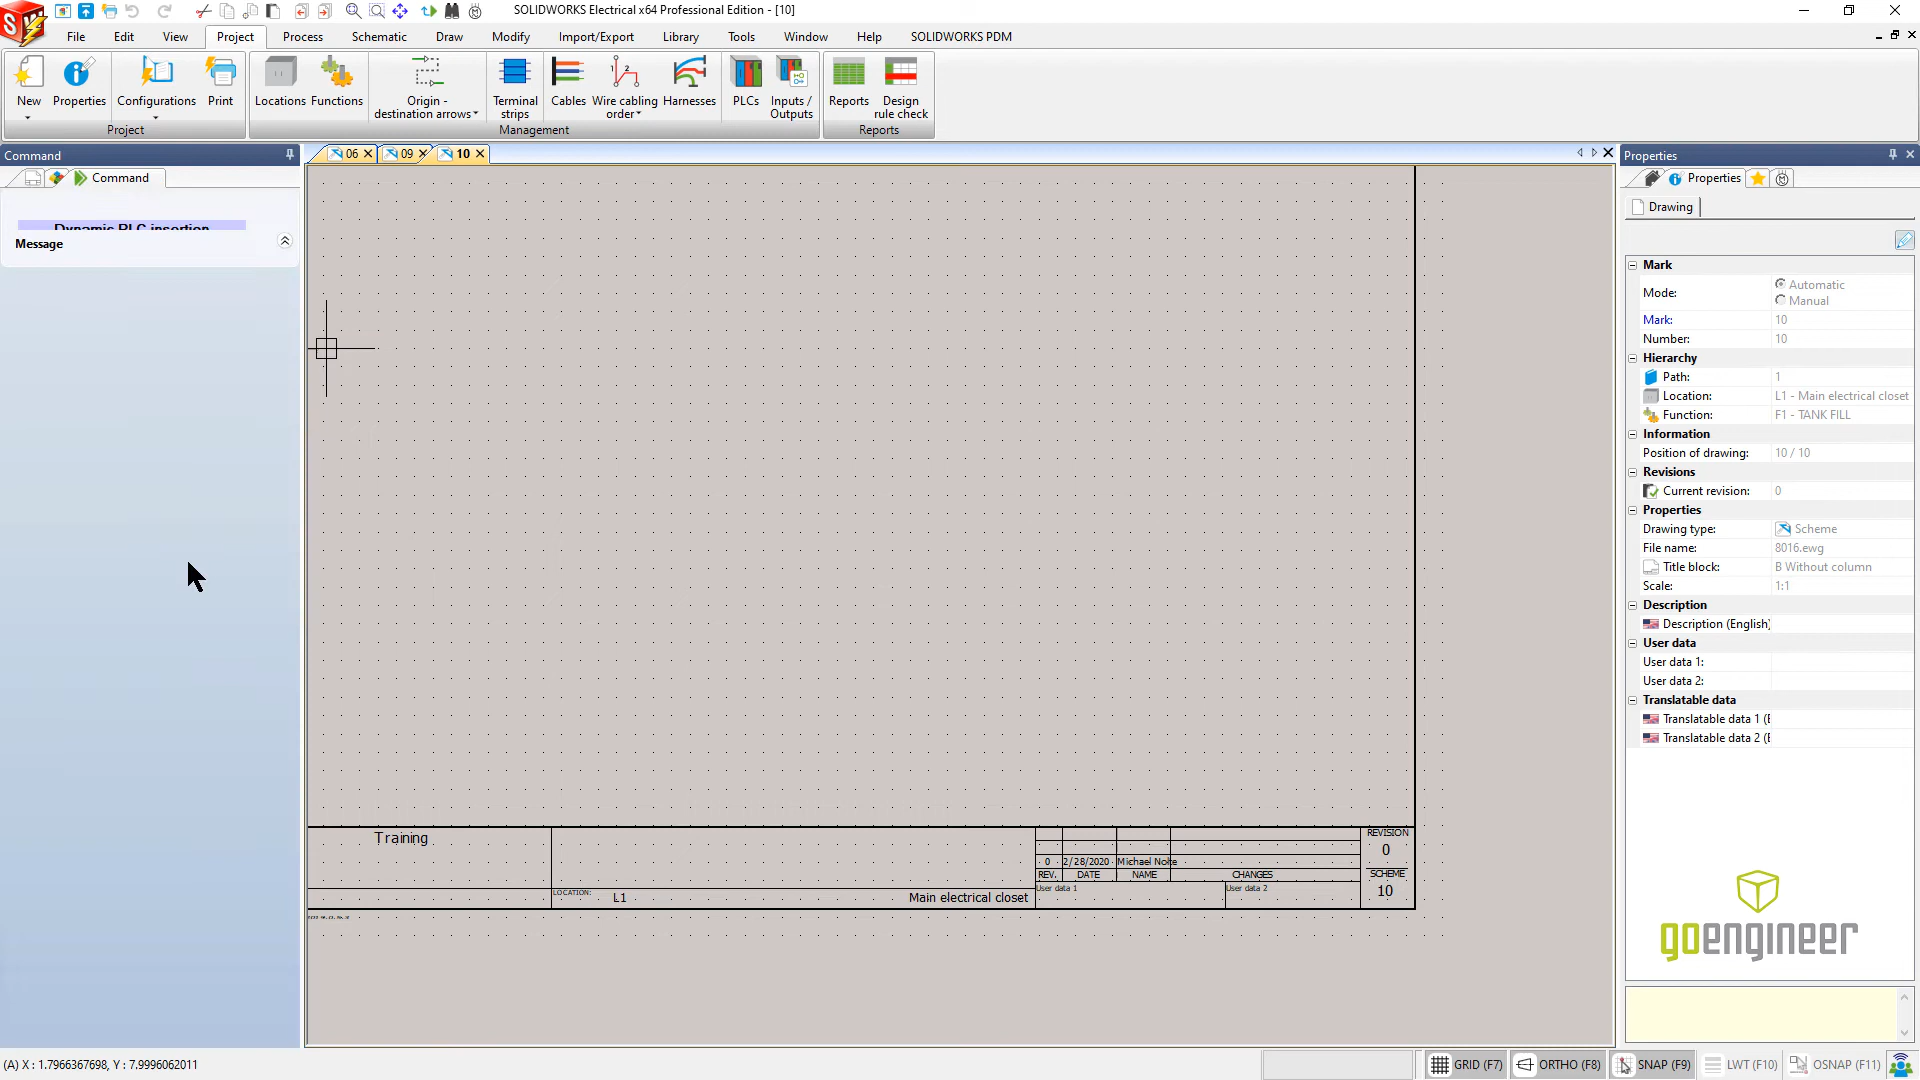 SOLIDWORKS Electrical x64 Professional Edition - [10]
File Edit View Project Process Schematic Draw Modify Import/Export Library Tools Window Help SOLIDWORKS PDM
New Properties Configurations Print
Project
Locations Functions Origin - destination arrows Terminal strips Cables Wire cabling order Harnesses PLCs Inputs / Outputs
Management
Reports Design rule check
Reports
Command
06 09 10
Properties
Command
Properties
Dynamic PLC insertion
Drawing
Message
Mark
Mode: Automatic
Manual
Mark: 10
Number: 10
Hierarchy
Path: 1
Location: L1 - Main electrical closet
Function: F1 - TANK FILL
Information
Position of drawing: 10 / 10
Revisions
Current revision: 0
Properties
Drawing type: Scheme
File name: 8016.ewg
Title block: B Without column
Scale: 1:1
Description
Description (English)
User data
User data 1:
User data 2:
Translatable data
Translatable data 1 (E
Translatable data 2 (E
Training
REVISION
0
0 2/28/2020 Michael Nolte
REV. DATE NAME CHANGES
SCHEME
10
LOCATION: L1 Main electrical closet
User data 1 User data 2
goengineer
(A) X : 1.7966367698, Y : 7.9996062011
GRID (F7) ORTHO (F8) SNAP (F9) LWT (F10) OSNAP (F11)